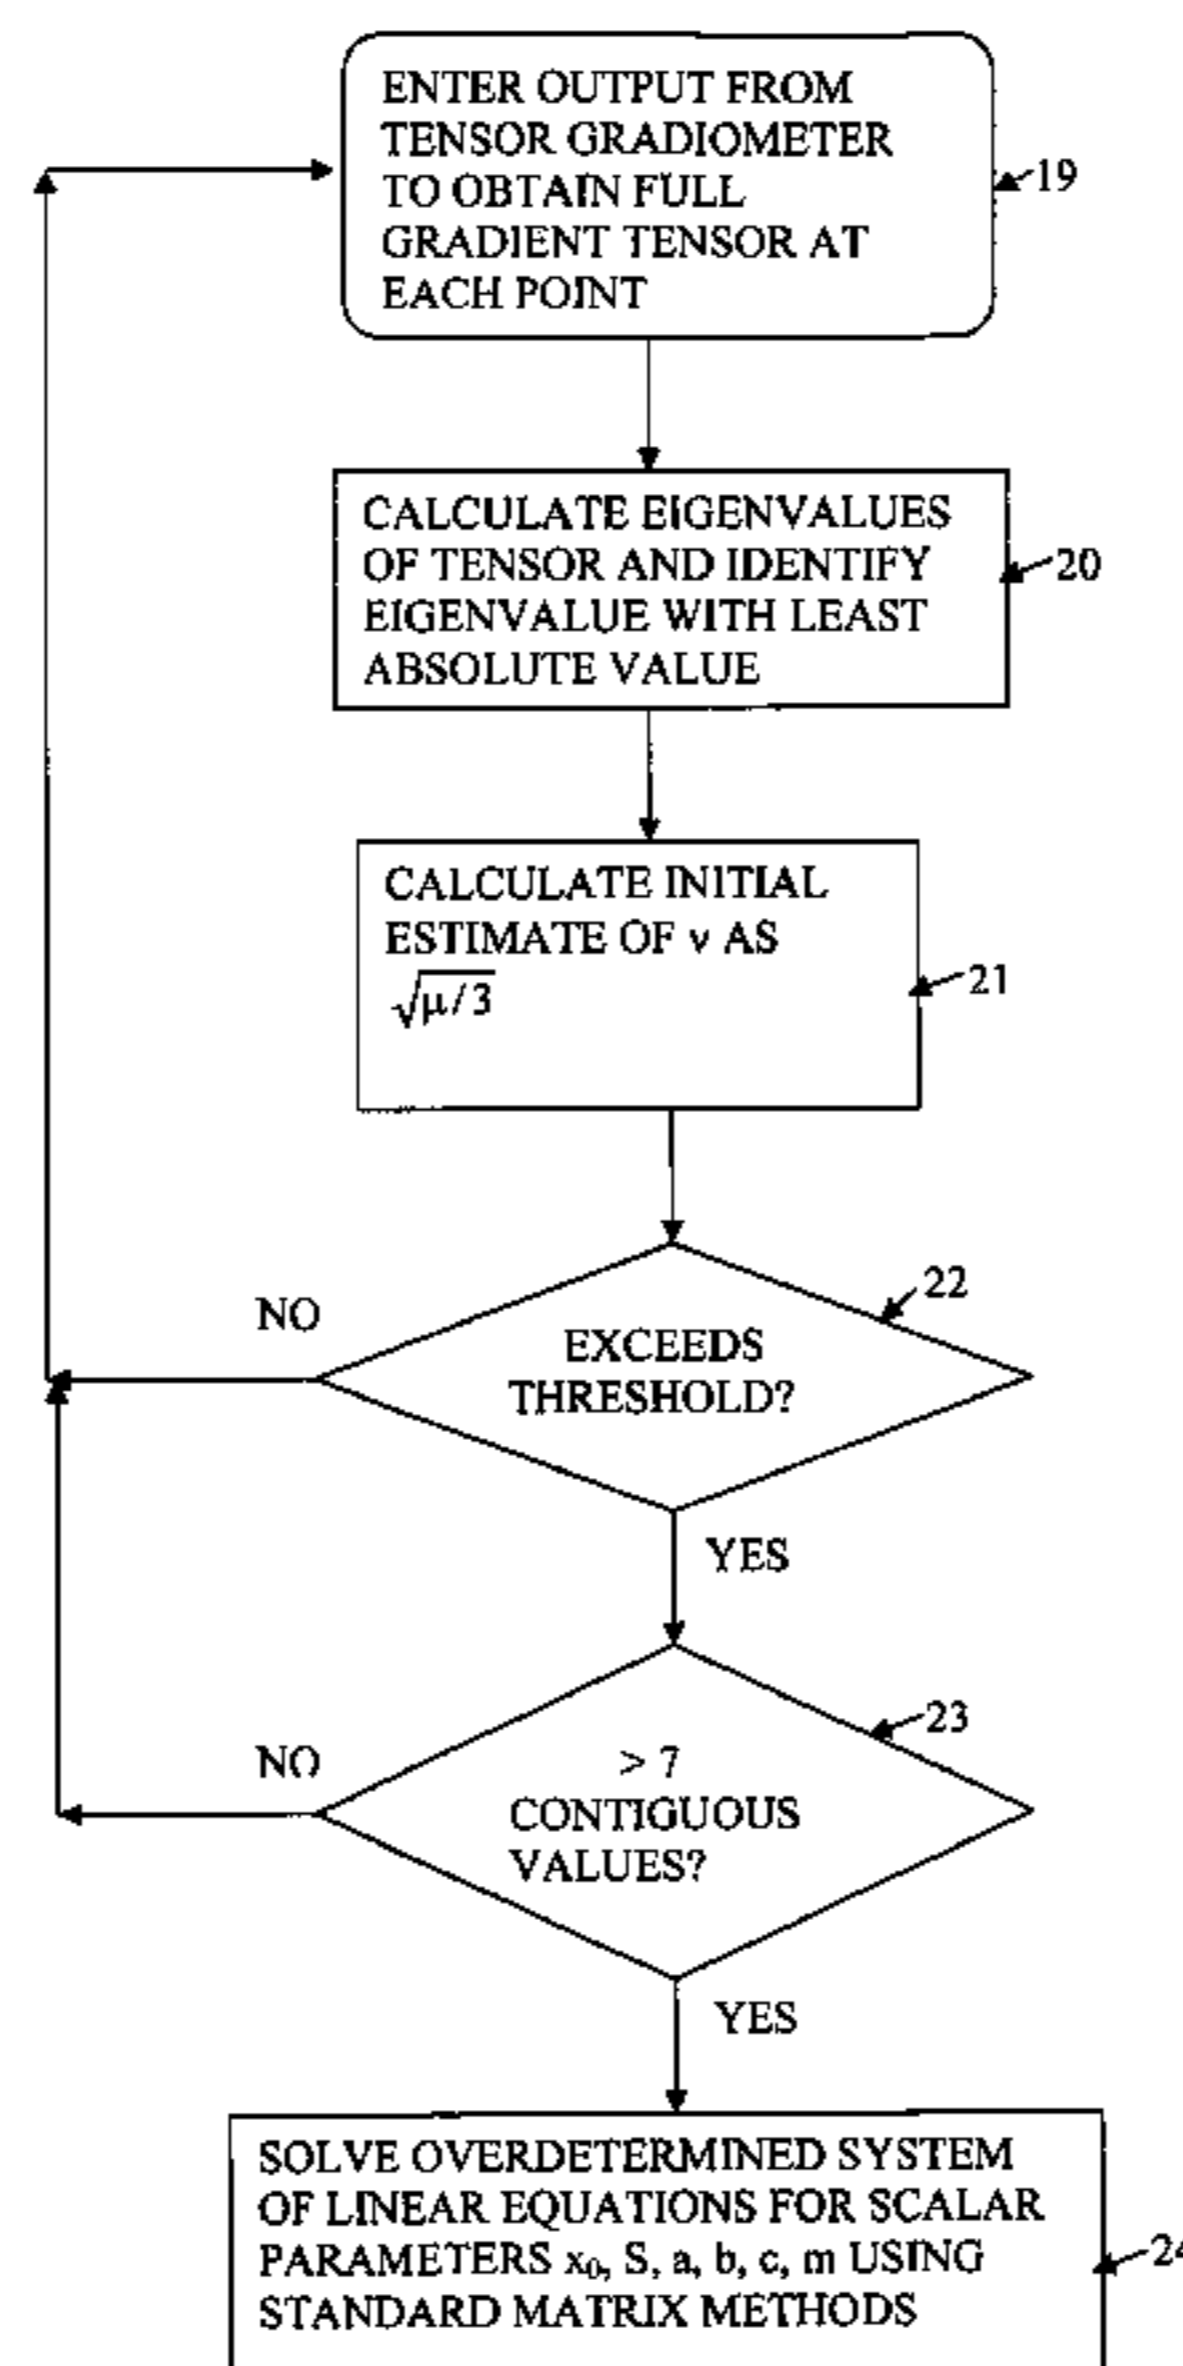 ENTER OUTPUT FROM
TENSOR GRADIOMETER
TO OBTAIN FULL
GRADIENT TENSOR AT
EACH POINT
19
CALCULATE EIGENVALUES
OF TENSOR AND IDENTIFY
EIGENVALUE WITH LEAST
ABSOLUTE VALUE
20
CALCULATE INITIAL
ESTIMATE OF ν AS
√μ/3
21
22
NO
EXCEEDS
THRESHOLD?
YES
23
NO
> 7
CONTIGUOUS
VALUES?
YES
SOLVE OVERDETERMINED SYSTEM
OF LINEAR EQUATIONS FOR SCALAR
PARAMETERS x₀, S, a, b, c, m USING
STANDARD MATRIX METHODS
24